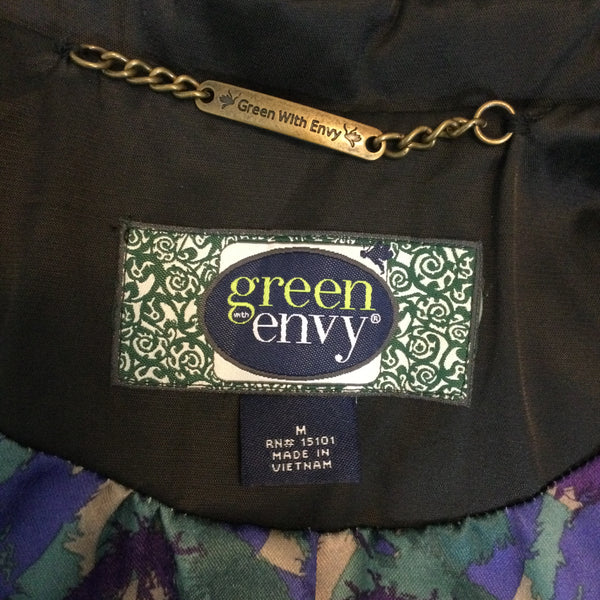 Green With Envy
green
with
envy®
M
RN# 15101
MADE IN
VIETNAM